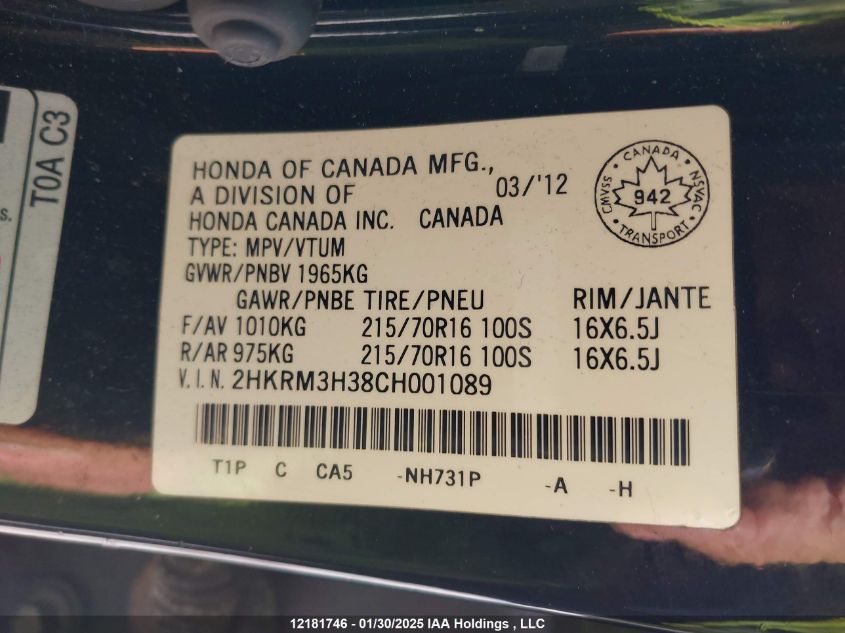 T0A C3
s.
HONDA OF CANADA MFG.,
A DIVISION OF 03/'12
HONDA CANADA INC. CANADA
TYPE: MPV/VTUM
GVWR/PNBV 1965KG
GAWR/PNBE TIRE/PNEU RIM/JANTE
F/AV 1010KG 215/70R16 100S 16X6.5J
R/AR 975KG 215/70R16 100S 16X6.5J
V.I.N. 2HKRM3H38CH001089
T1P C CA5 -NH731P -A -H
CANADA
CMVSS 942 NSVAC
TRANSPORT
12181746 - 01/30/2025 IAA Holdings , LLC